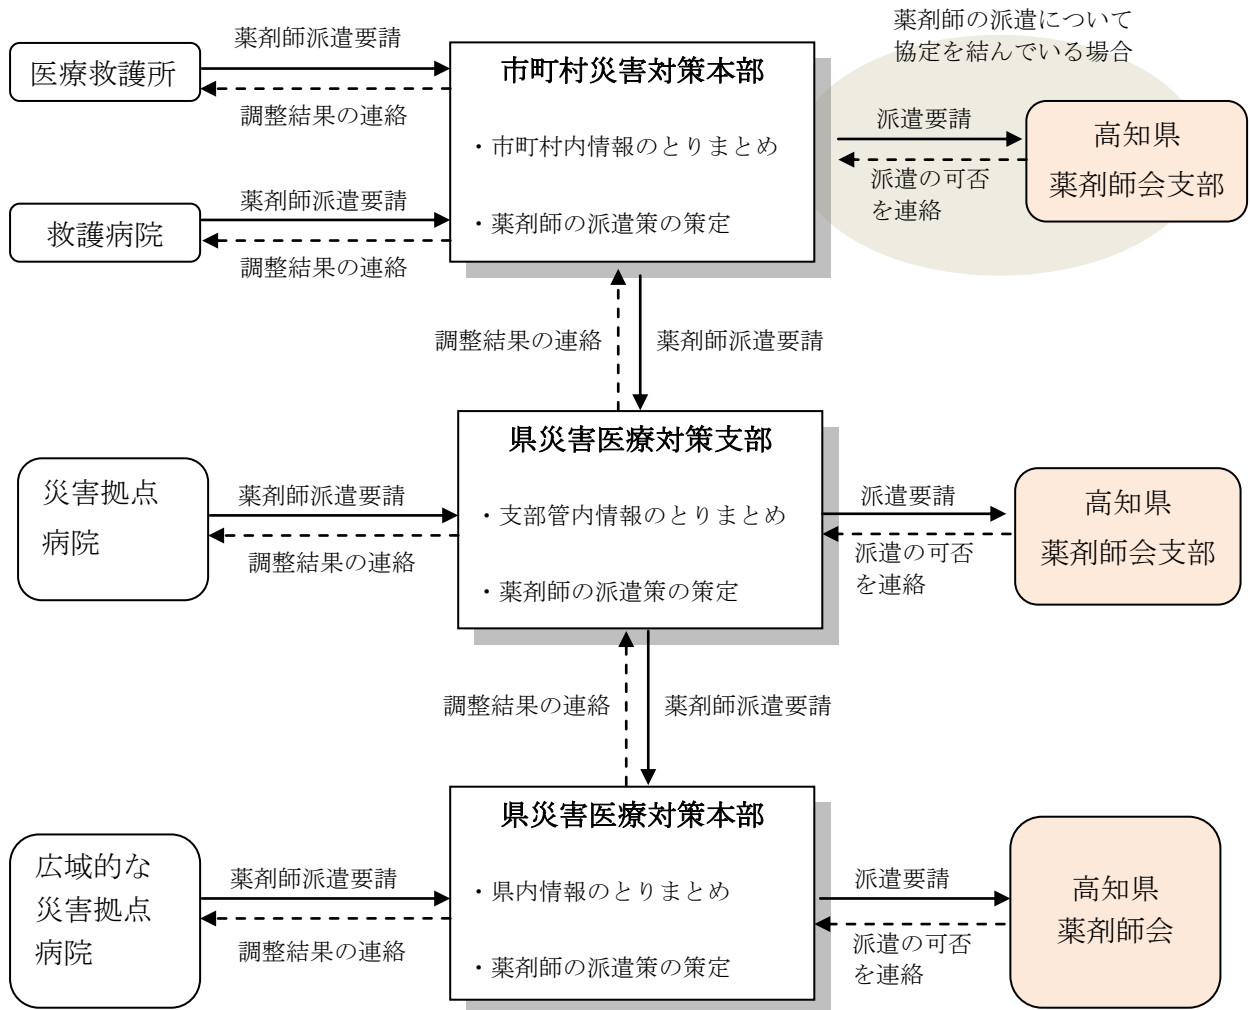 薬剤師の派遣について
協定を結んでいる場合
医療救護所
薬剤師派遣要請
調整結果の連絡
救護病院
薬剤師派遣要請
調整結果の連絡
市町村災害対策本部
・市町村内情報のとりまとめ
・薬剤師の派遣策の策定
派遣要請
派遣の可否
を連絡
高知県
薬剤師会支部
調整結果の連絡
薬剤師派遣要請
災害拠点
病院
薬剤師派遣要請
調整結果の連絡
県災害医療対策支部
・支部管内情報のとりまとめ
・薬剤師の派遣策の策定
派遣要請
派遣の可否
を連絡
高知県
薬剤師会支部
調整結果の連絡
薬剤師派遣要請
広域的な
災害拠点
病院
薬剤師派遣要請
調整結果の連絡
県災害医療対策本部
・県内情報のとりまとめ
・薬剤師の派遣策の策定
派遣要請
派遣の可否
を連絡
高知県
薬剤師会